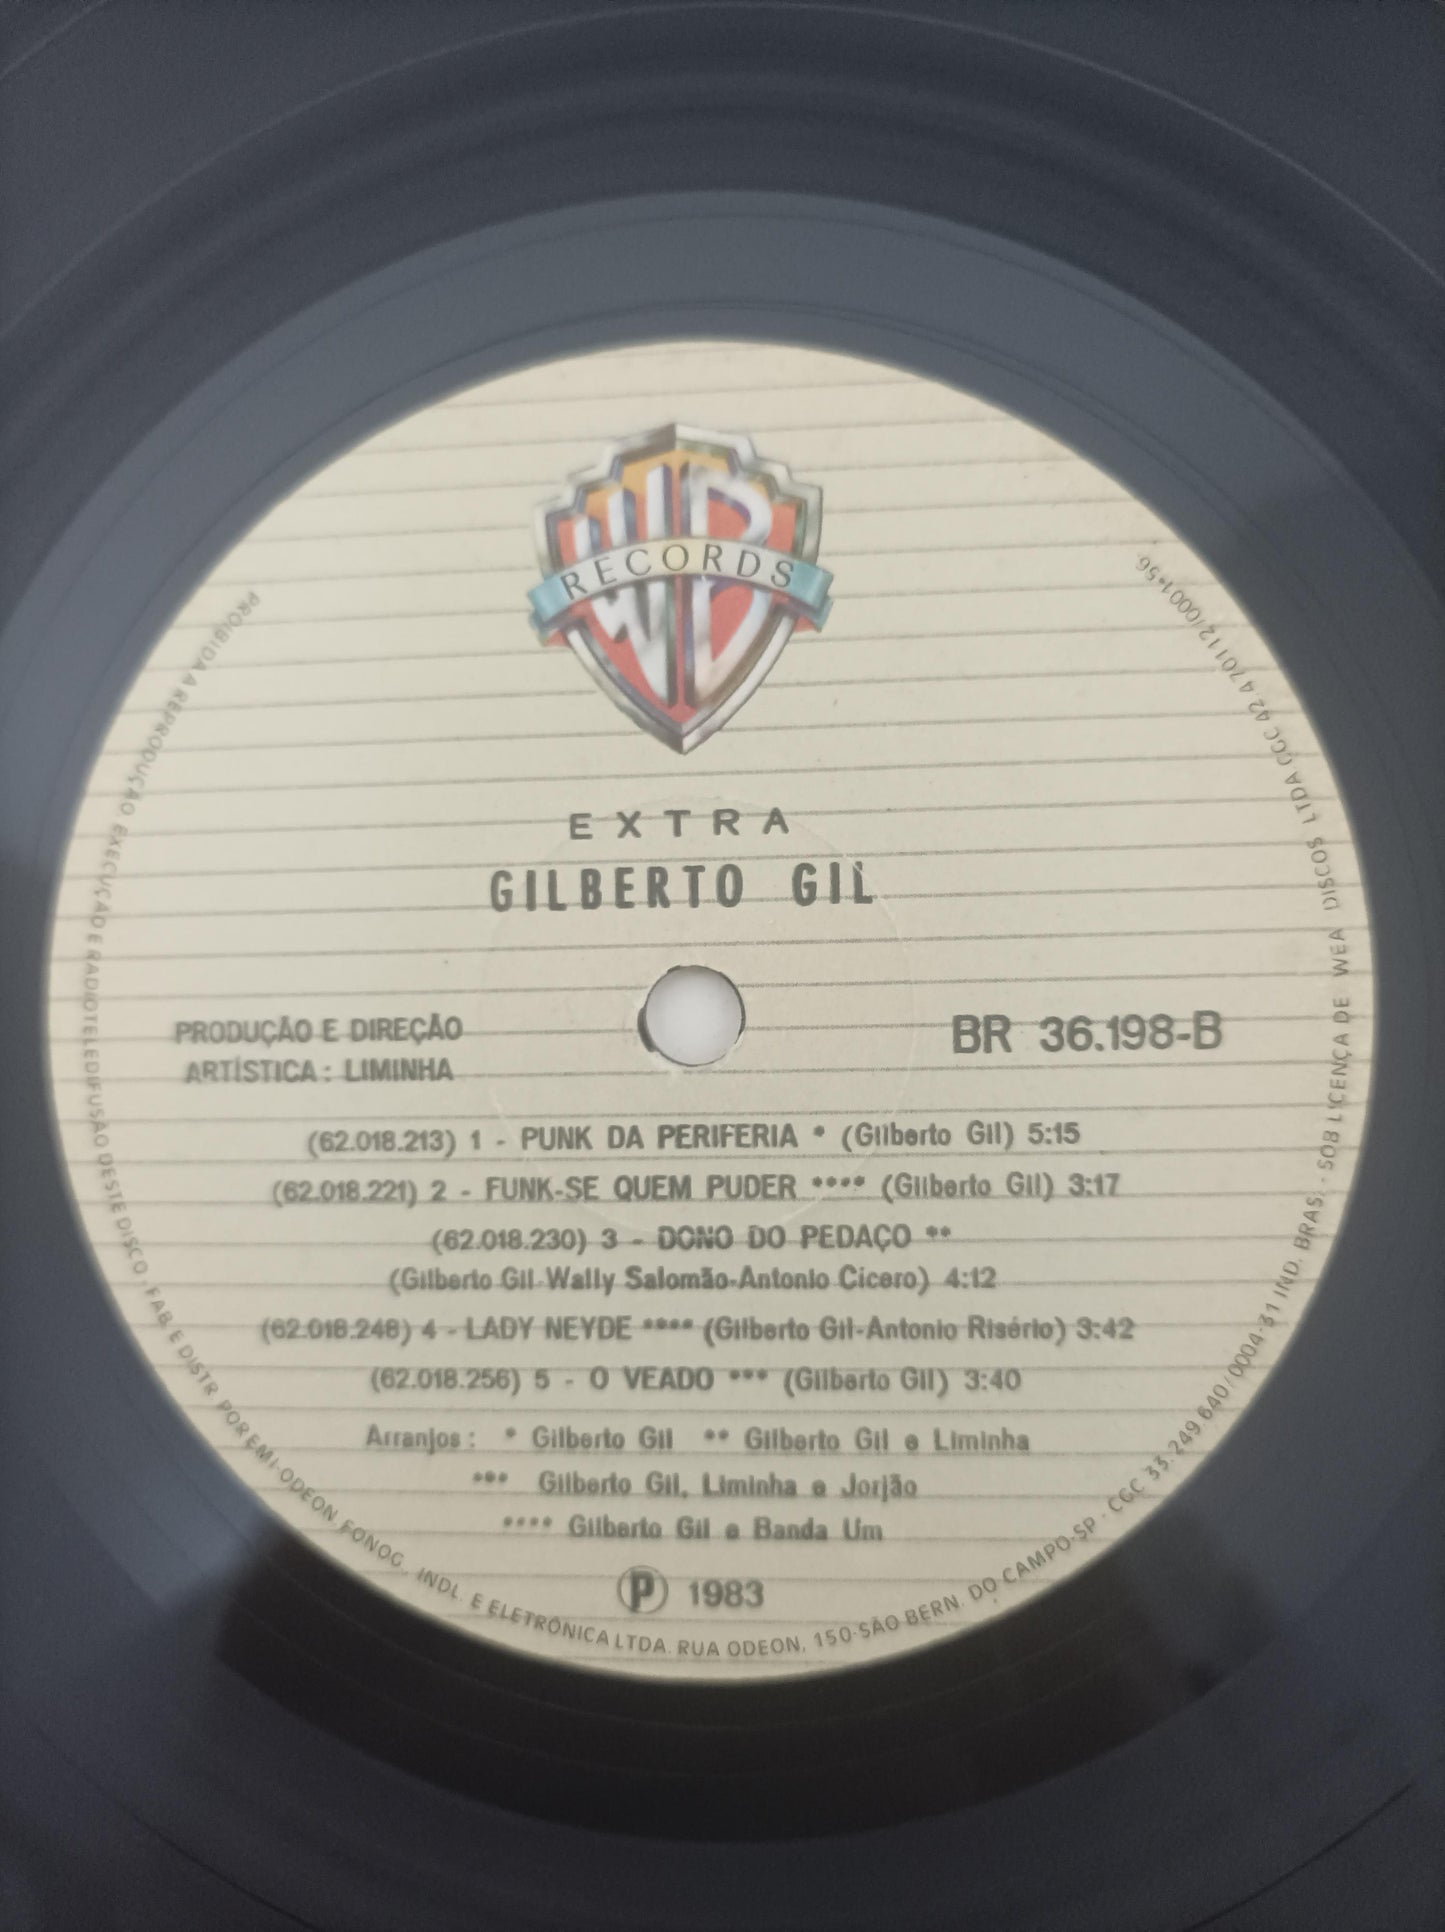 WB
RECORDS
EXTRA
GILBERTO GIL
PRODUÇÃO E DIREÇÃO
ARTÍSTICA: LIMINHA
BR 36.198-B
(62.018.213) 1 - PUNK DA PERIFERIA * (Gilberto Gil) 5:15
(62.018.221) 2 - FUNK-SE QUEM PUDER **** (Gilberto Gil) 3:17
(62.018.230) 3 - DONO DO PEDAÇO **
(Gilberto Gil-Wally Salomão-Antonio Cicero) 4:12
(62.018.248) 4 - LADY NEYDE **** (Gilberto Gil-Antonio Risério) 3:42
(62.018.256) 5 - O VEADO *** (Gilberto Gil) 3:40
Arranjos: * Gilberto Gil ** Gilberto Gil e Liminha
*** Gilberto Gil, Liminha e Jorjão
**** Gilberto Gil e Banda Um
Ⓟ 1983
PROIBIDA A REPRODUÇÃO, EXECUÇÃO E RADIOTELEDIFUSÃO DESTE DISCO, FAB. E DISTR. POR EMI-ODEON FONOG., INDL. E ELETRÔNICA LTDA. RUA ODEON, 150-SÃO BERN. DO CAMPO-SP - CGC 33.249.640/0004-31 IND. BRAS. - SOB LICENÇA DE WEA DISCOS LTDA CGC 42.470112/0001-56.